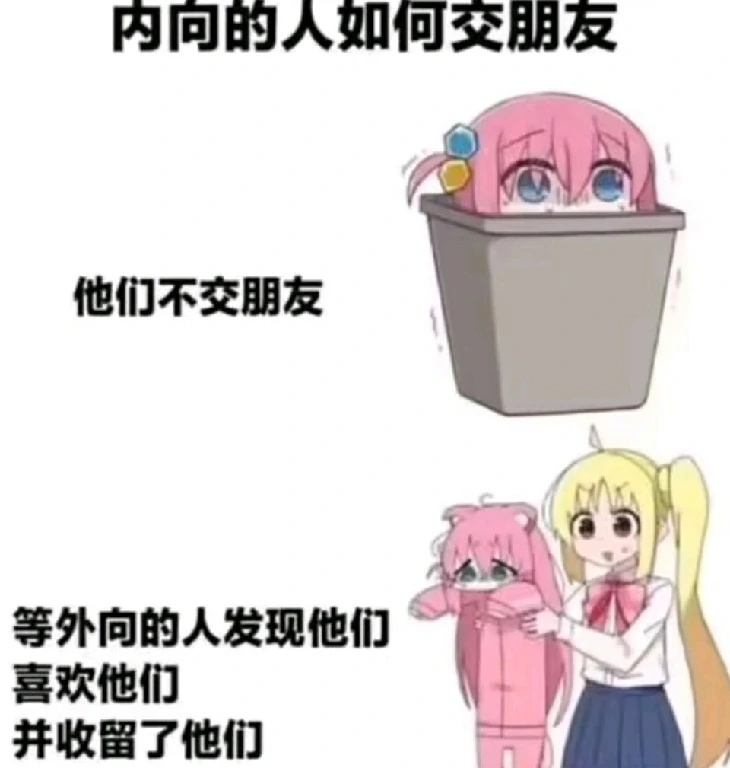 内向的人如何交朋友
他们不交朋友
等外向的人发现他们
喜欢他们
并收留了他们